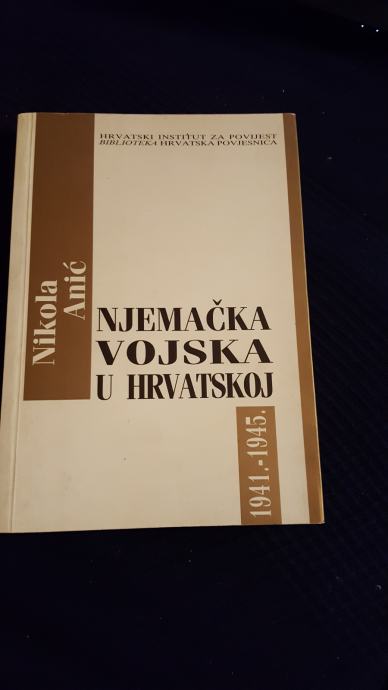 HRVATSKI INSTITUT ZA POVIJEST
BIBLIOTEKA HRVATSKA POVJESNICA
Nikola
Anić
NJEMAČKA
VOJSKA
U HRVATSKOJ
1941.-1945.